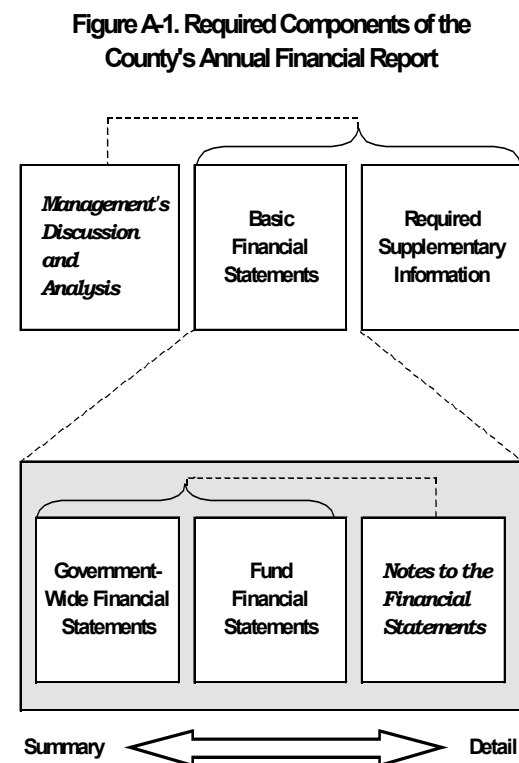 Figure A-1. Required Components of the
County's Annual Financial Report
Management's
Discussion
and
Analysis
Basic
Financial
Statements
Required
Supplementary
Information
Government-
Wide Financial
Statements
Fund
Financial
Statements
Notes to the
Financial
Statements
Summary
Detail